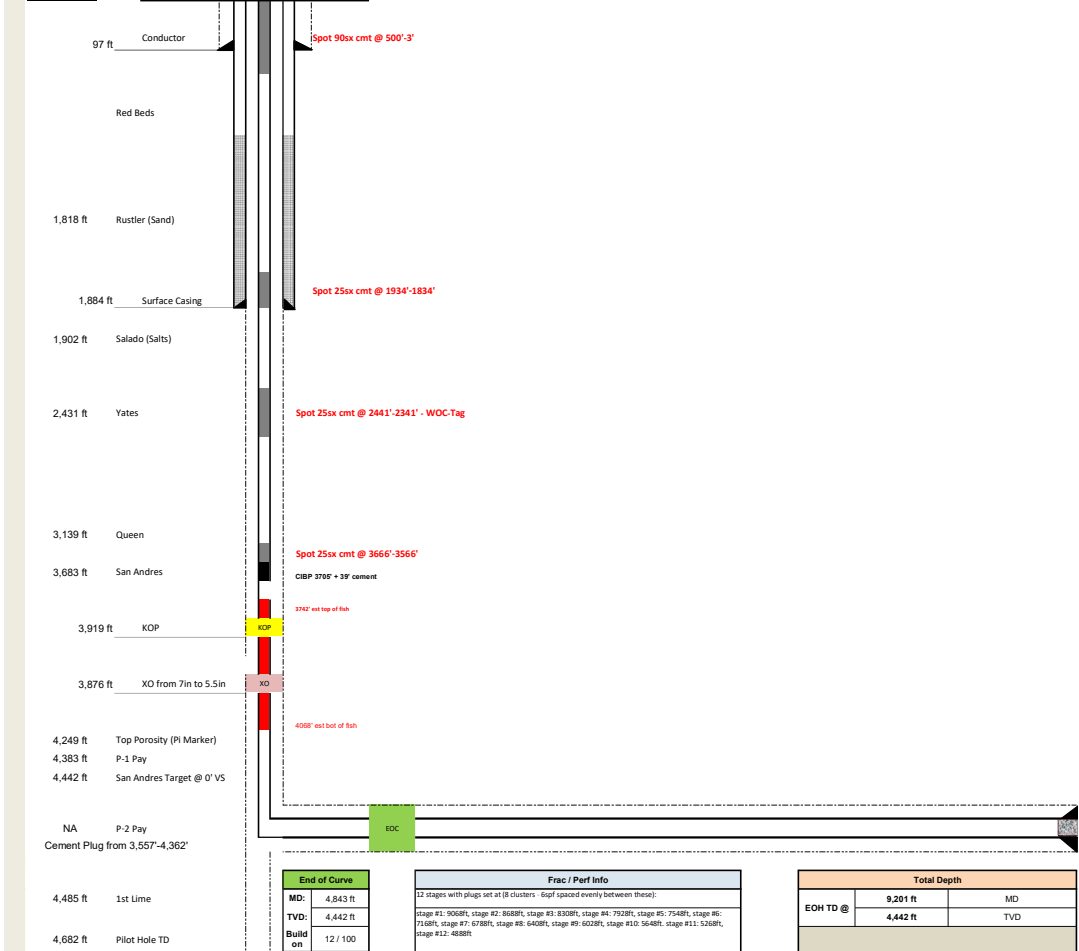 97 ft Conductor Spot 90sx cmt @ 500'-3'
Red Beds
1,818 ft Rustler (Sand)
Spot 25sx cmt @ 1934'-1834'
1,884 ft Surface Casing
1,902 ft Salado (Salts)
2,431 ft Yates Spot 25sx cmt @ 2441'-2341' - WOC-Tag
3,139 ft Queen
Spot 25sx cmt @ 3666'-3566'
3,683 ft San Andres CIBP 3705' + 39' cement
3742' est top of fish
3,919 ft KOP KOP
3,876 ft XO from 7in to 5.5in XO
4068' est bot of fish
4,249 ft Top Porosity (Pi Marker)
4,383 ft P-1 Pay
4,442 ft San Andres Target @ 0' VS
NA P-2 Pay EOC
Cement Plug from 3,557'-4,362'
4,485 ft 1st Lime
4,682 ft Pilot Hole TD
End of Curve
MD: 4,843 ft
TVD: 4,442 ft
Build
on 12 / 100
Frac / Perf Info
12 stages with plugs set at (8 clusters - 6spf spaced evenly between these):
stage #1: 9068ft, stage #2: 8688ft, stage #3: 8308ft, stage #4: 7928ft, stage #5: 7548ft, stage #6:
7168ft, stage #7: 6788ft, stage #8: 6408ft, stage #9: 6028ft, stage #10: 5648ft. stage #11: 5268ft,
stage #12: 4888ft
Total Depth
EOH TD @ 9,201 ft MD
4,442 ft TVD